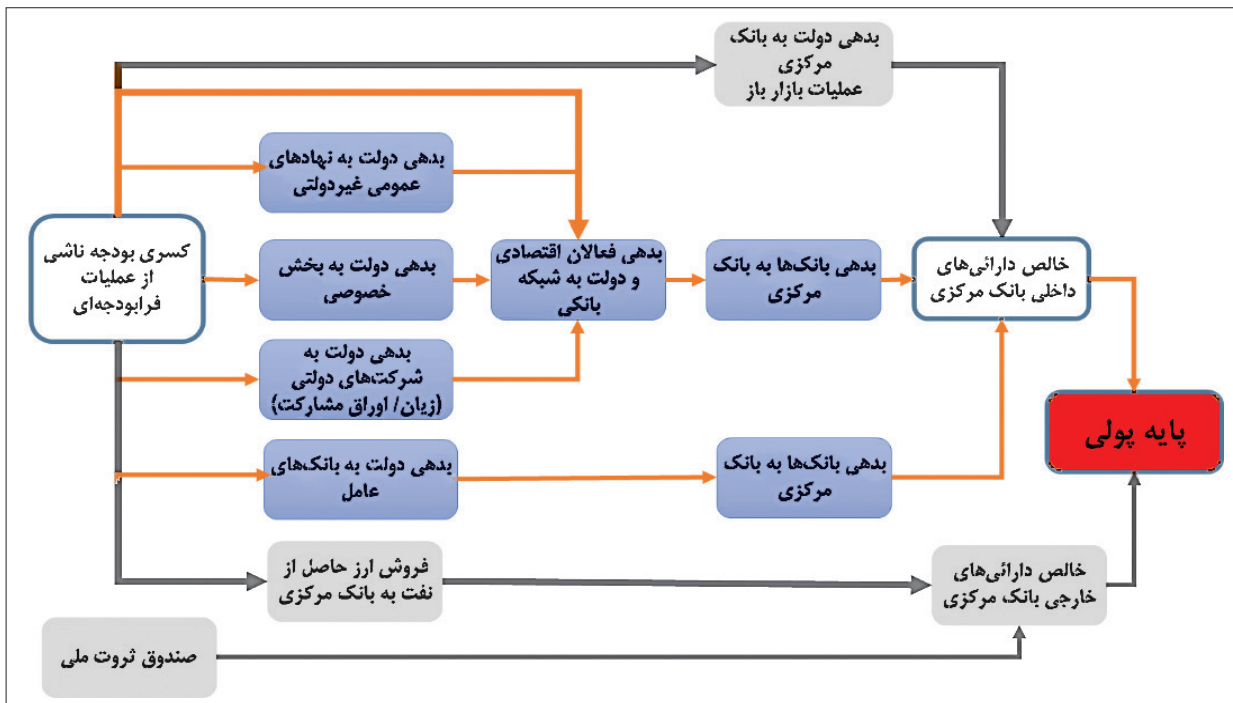 بدهی دولت به بانک
مرکزی
عملیات بازار باز
بدهی دولت به نهادهای
عمومی غیردولتی
کسری بودجه ناشی
از عملیات
فرابودجه‌ای
بدهی دولت به بخش
خصوصی
بدهی فعالان اقتصادی
و دولت به شبکه
بانکی
بدهی بانک‌ها به بانک
مرکزی
خالص دارائی‌های
داخلی بانک مرکزی
بدهی دولت به
شرکت‌های دولتی
(زیان/ اوراق مشارکت)
پایه پولی
بدهی دولت به بانک‌های
عامل
بدهی بانک‌ها به بانک
مرکزی
فروش ارز حاصل از
نفت به بانک مرکزی
خالص دارائی‌های
خارجی بانک مرکزی
صندوق ثروت ملی